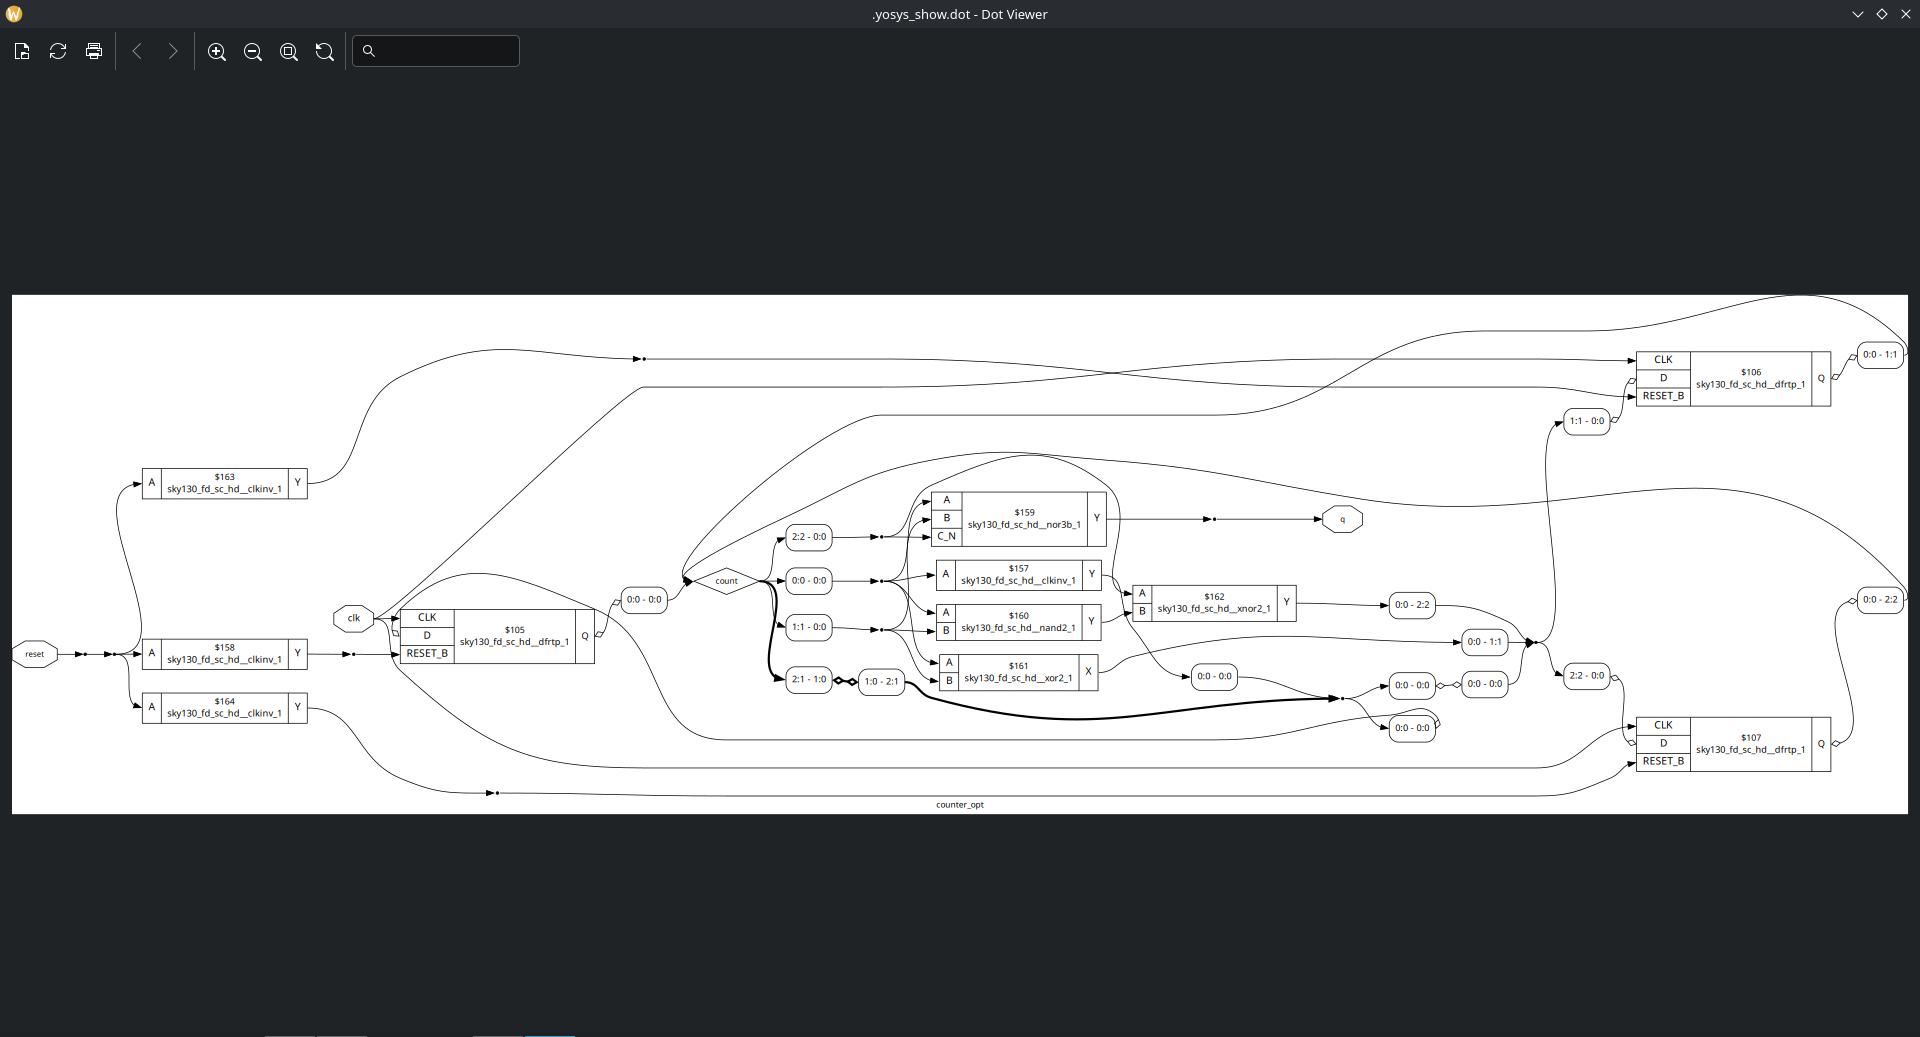 .yosys_show.dot - Dot Viewer
CLK
D
RESET_B
$106
sky130_fd_sc_hd__dfrtp_1
Q
0:0 - 1:1
1:1 - 0:0
A
$163
sky130_fd_sc_hd__clkinv_1
Y
A
B
C_N
$159
sky130_fd_sc_hd__nor3b_1
Y
q
2:2 - 0:0
count
0:0 - 0:0
A
$157
sky130_fd_sc_hd__clkinv_1
Y
0:0 - 0:0
A
B
$162
sky130_fd_sc_hd__xnor2_1
Y
0:0 - 2:2
0:0 - 2:2
clk
CLK
D
RESET_B
$105
sky130_fd_sc_hd__dfrtp_1
Q
1:1 - 0:0
A
B
$160
sky130_fd_sc_hd__nand2_1
Y
0:0 - 1:1
reset
A
$158
sky130_fd_sc_hd__clkinv_1
Y
2:1 - 1:0
1:0 - 2:1
A
B
$161
sky130_fd_sc_hd__xor2_1
X
0:0 - 0:0
0:0 - 0:0
0:0 - 0:0
2:2 - 0:0
A
$164
sky130_fd_sc_hd__clkinv_1
Y
0:0 - 0:0
CLK
D
RESET_B
$107
sky130_fd_sc_hd__dfrtp_1
Q
counter_opt